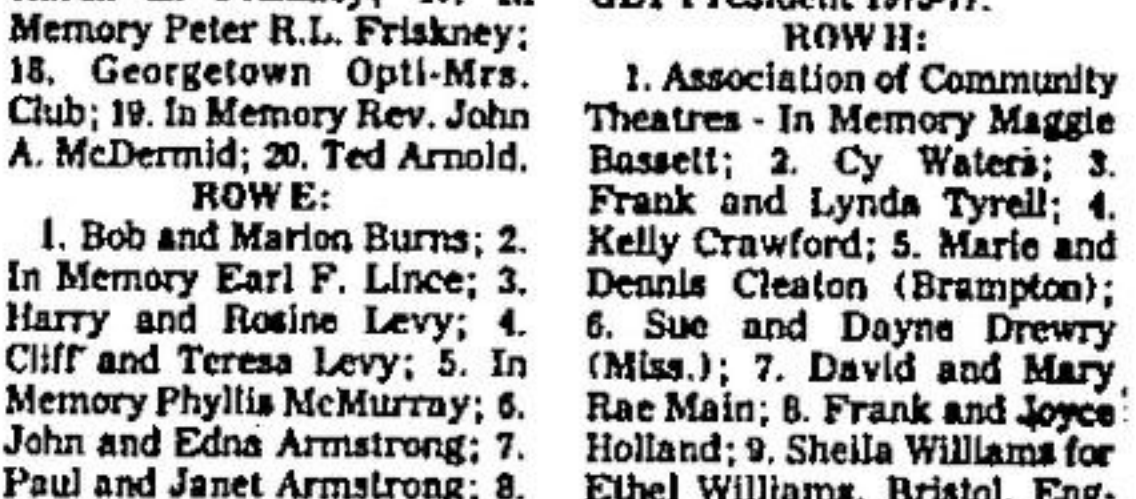 Memory Peter R.L. Friskney;
18. Georgetown Opti-Mrs.
Club; 19. In Memory Rev. John
A. McDermid; 20. Ted Arnold.
ROW E:
1. Bob and Marion Burns; 2.
In Memory Earl F. Lince; 3.
Harry and Rosine Levy; 4.
Cliff and Teresa Levy; 5. In
Memory Phyllis McMurray; 6.
John and Edna Armstrong; 7.
Paul and Janet Armstrong; 8.
GLT President 1975-77.
ROW H:
1. Association of Community
Theatres - In Memory Maggie
Bassett; 2. Cy Waters; 3.
Frank and Lynda Tyrell; 4.
Kelly Crawford; 5. Marie and
Dennis Cleaton (Brampton);
6. Sue and Dayne Drewry
(Miss.); 7. David and Mary
Rae Main; 8. Frank and Joyce
Holland; 9. Sheila Williams for
Ethel Williams, Bristol, Eng.